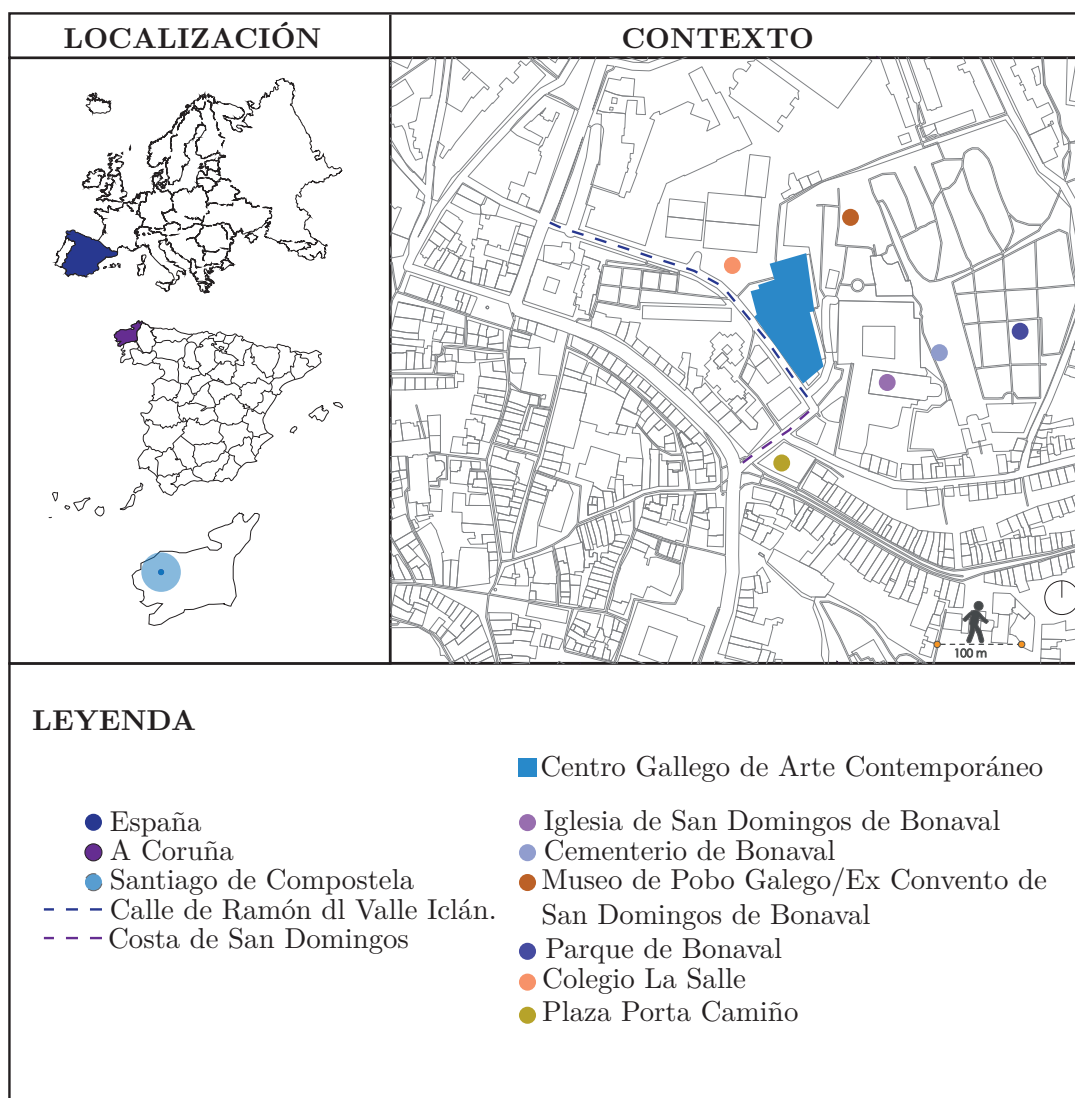 LOCALIZACIÓN
CONTEXTO
100 m
LEYENDA
España
A Coruña
Santiago de Compostela
Calle de Ramón dl Valle Iclán.
Costa de San Domingos
Centro Gallego de Arte Contemporáneo
Iglesia de San Domingos de Bonaval
Cementerio de Bonaval
Museo de Pobo Galego/Ex Convento de
San Domingos de Bonaval
Parque de Bonaval
Colegio La Salle
Plaza Porta Camiño